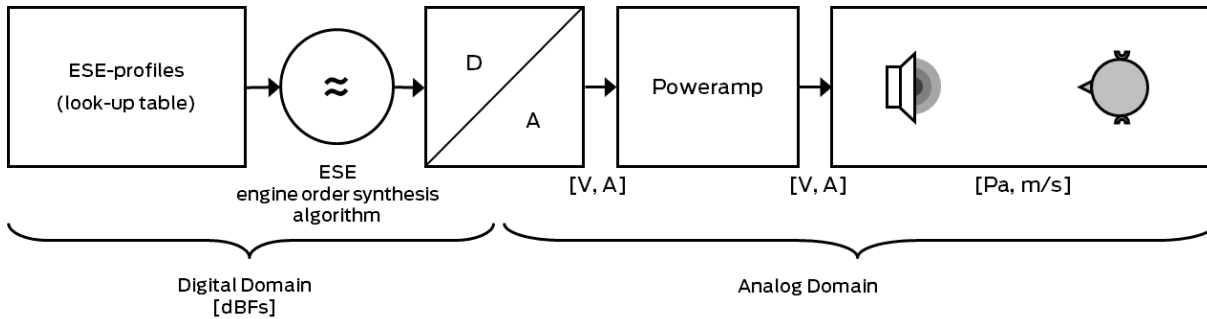 ESE-profiles
(look-up table)
≈
D
A
Poweramp
ESE
engine order synthesis
algorithm
[V, A]
[V, A]
[Pa, m/s]
Digital Domain
[dBFs]
Analog Domain